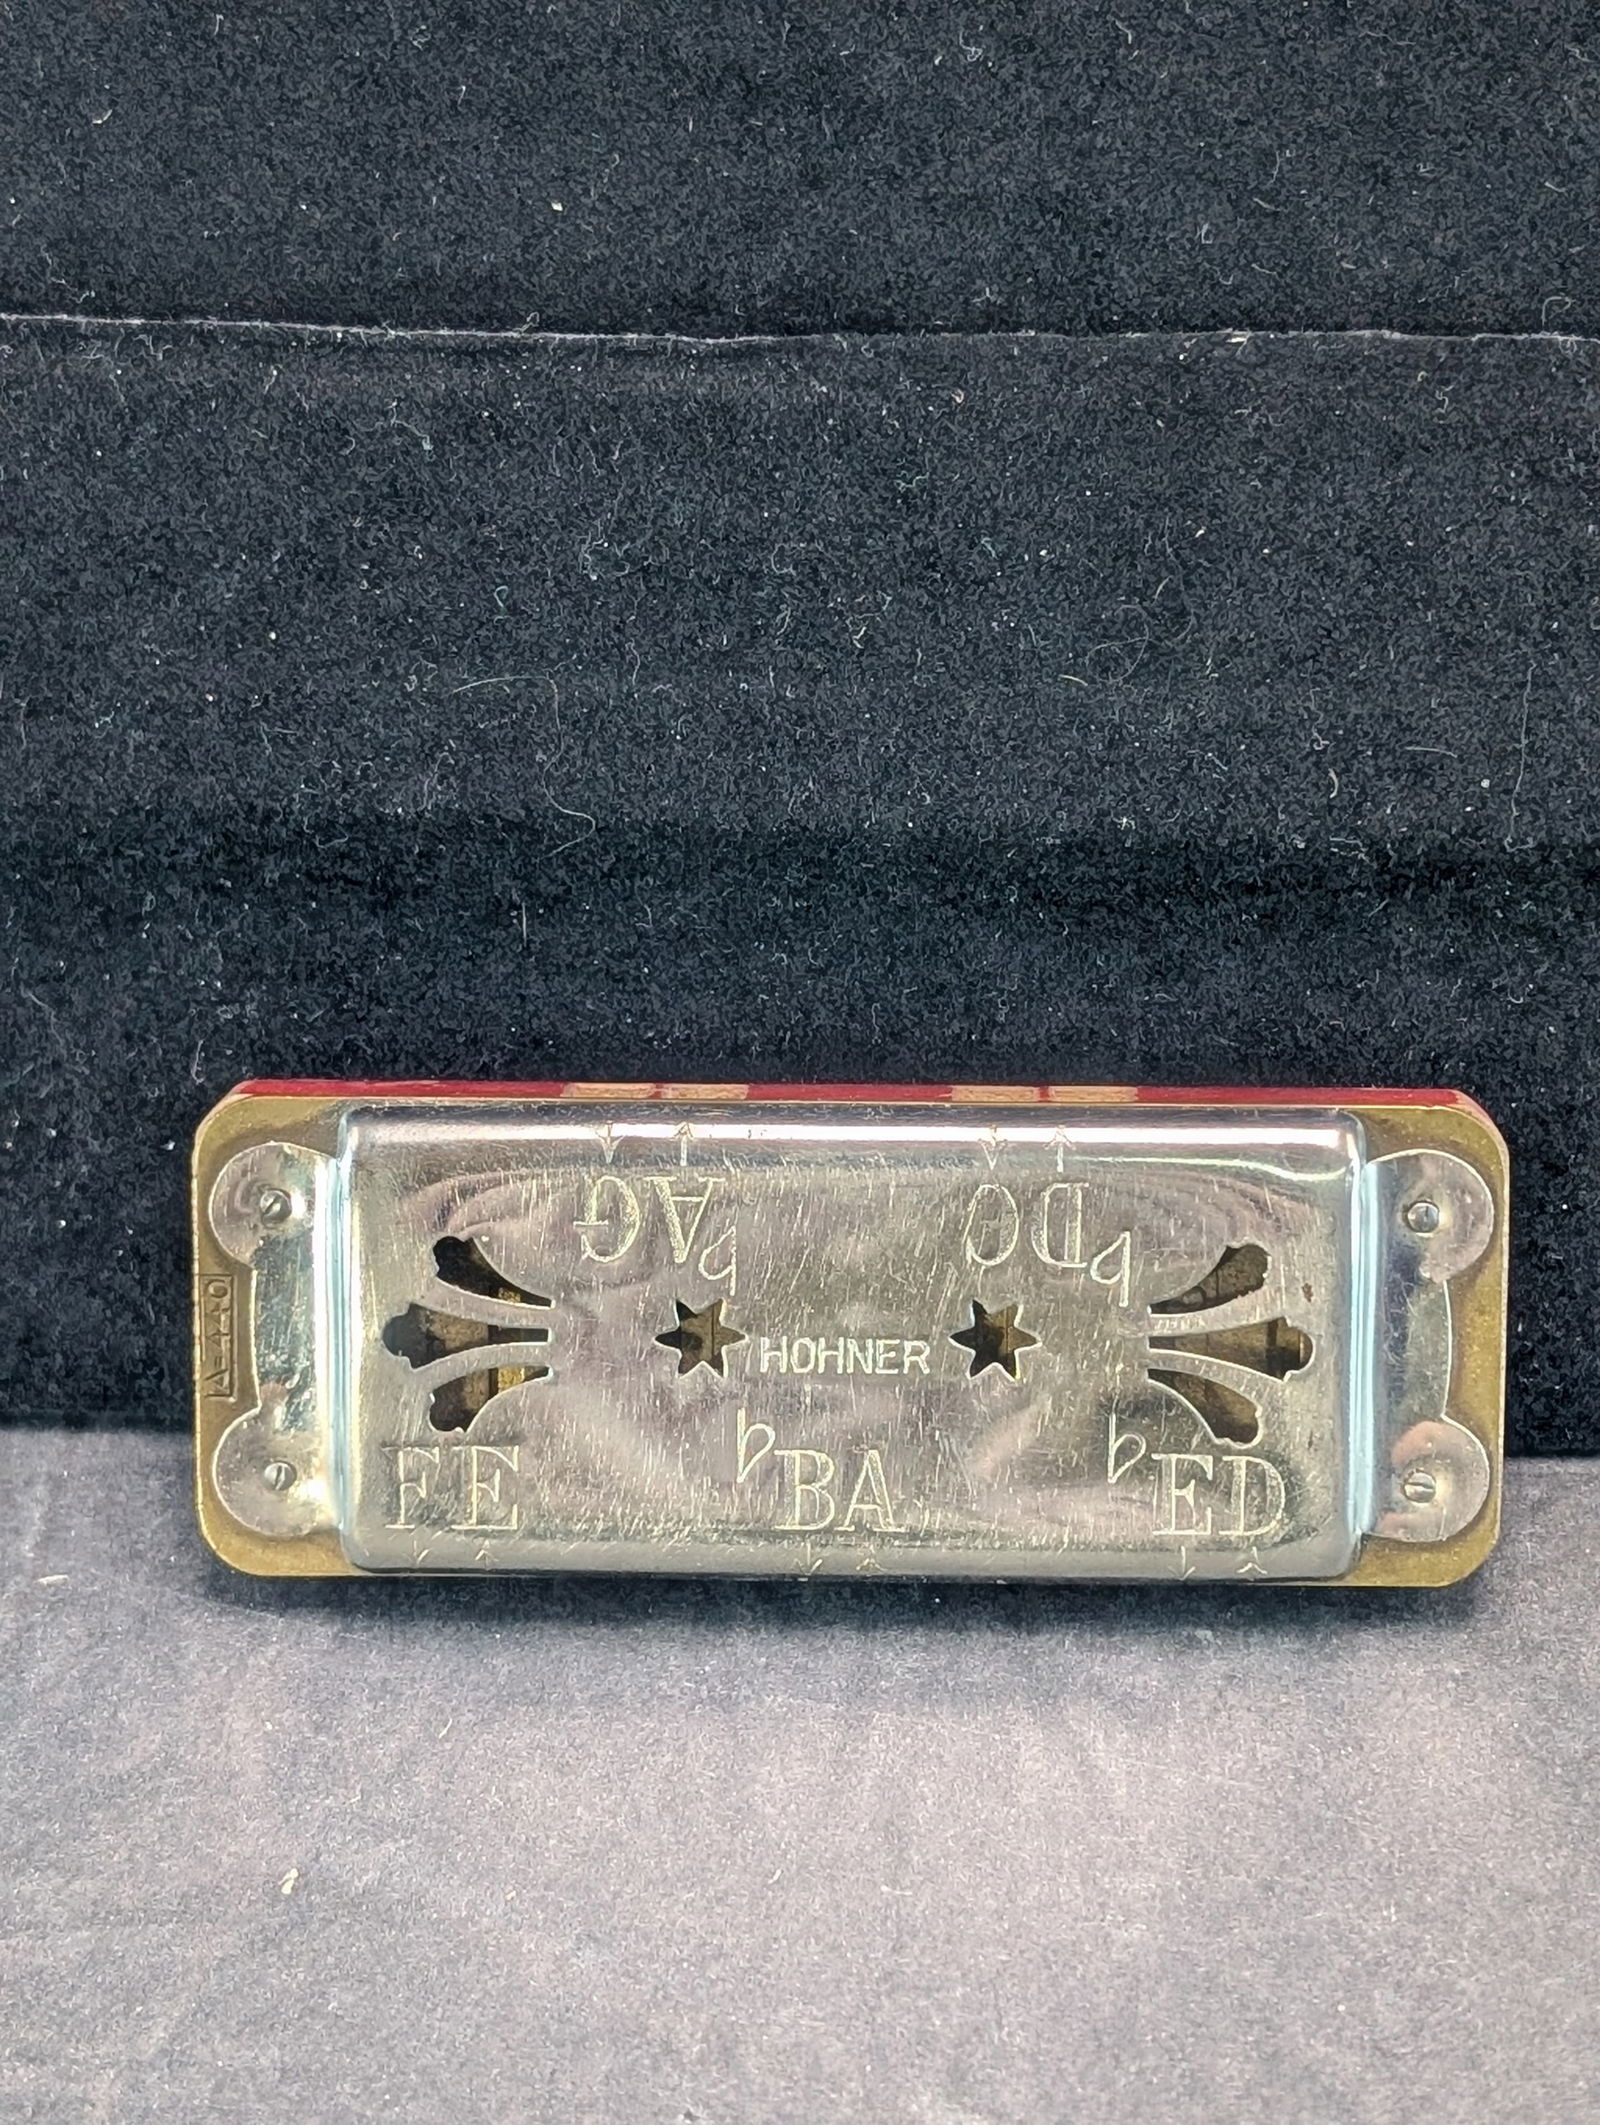 ♭DC ♭AG
HOHNER
FE ♭BA ♭ED
A=440